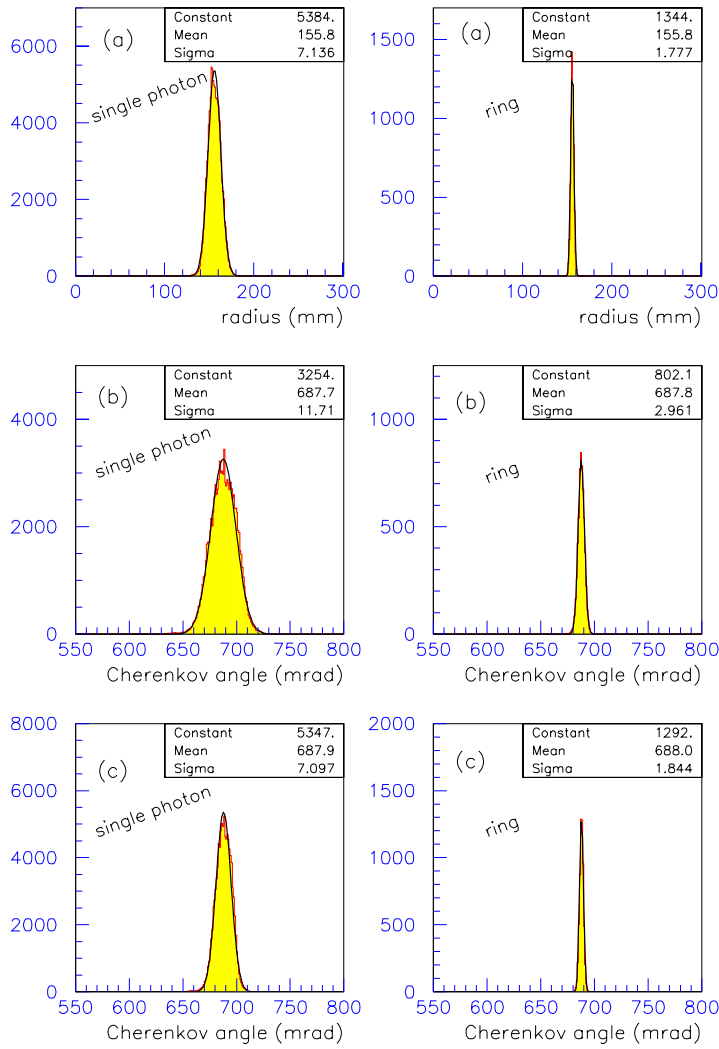 (a)
Constant 5384.
Mean 155.8
Sigma 7.136
single photon
6000
4000
2000
0
0 100 200 300
radius (mm)
(a)
Constant 1344.
Mean 155.8
Sigma 1.777
ring
1500
1000
500
0
0 100 200 300
radius (mm)
(b)
Constant 3254.
Mean 687.7
Sigma 11.71
single photon
4000
2000
0
550 600 650 700 750 800
Cherenkov angle (mrad)
(b)
Constant 802.1
Mean 687.8
Sigma 2.961
ring
1000
500
0
550 600 650 700 750 800
Cherenkov angle (mrad)
(c)
Constant 5347.
Mean 687.9
Sigma 7.097
single photon
8000
6000
4000
2000
0
550 600 650 700 750 800
Cherenkov angle (mrad)
(c)
Constant 1292.
Mean 688.0
Sigma 1.844
ring
2000
1500
1000
500
0
550 600 650 700 750 800
Cherenkov angle (mrad)